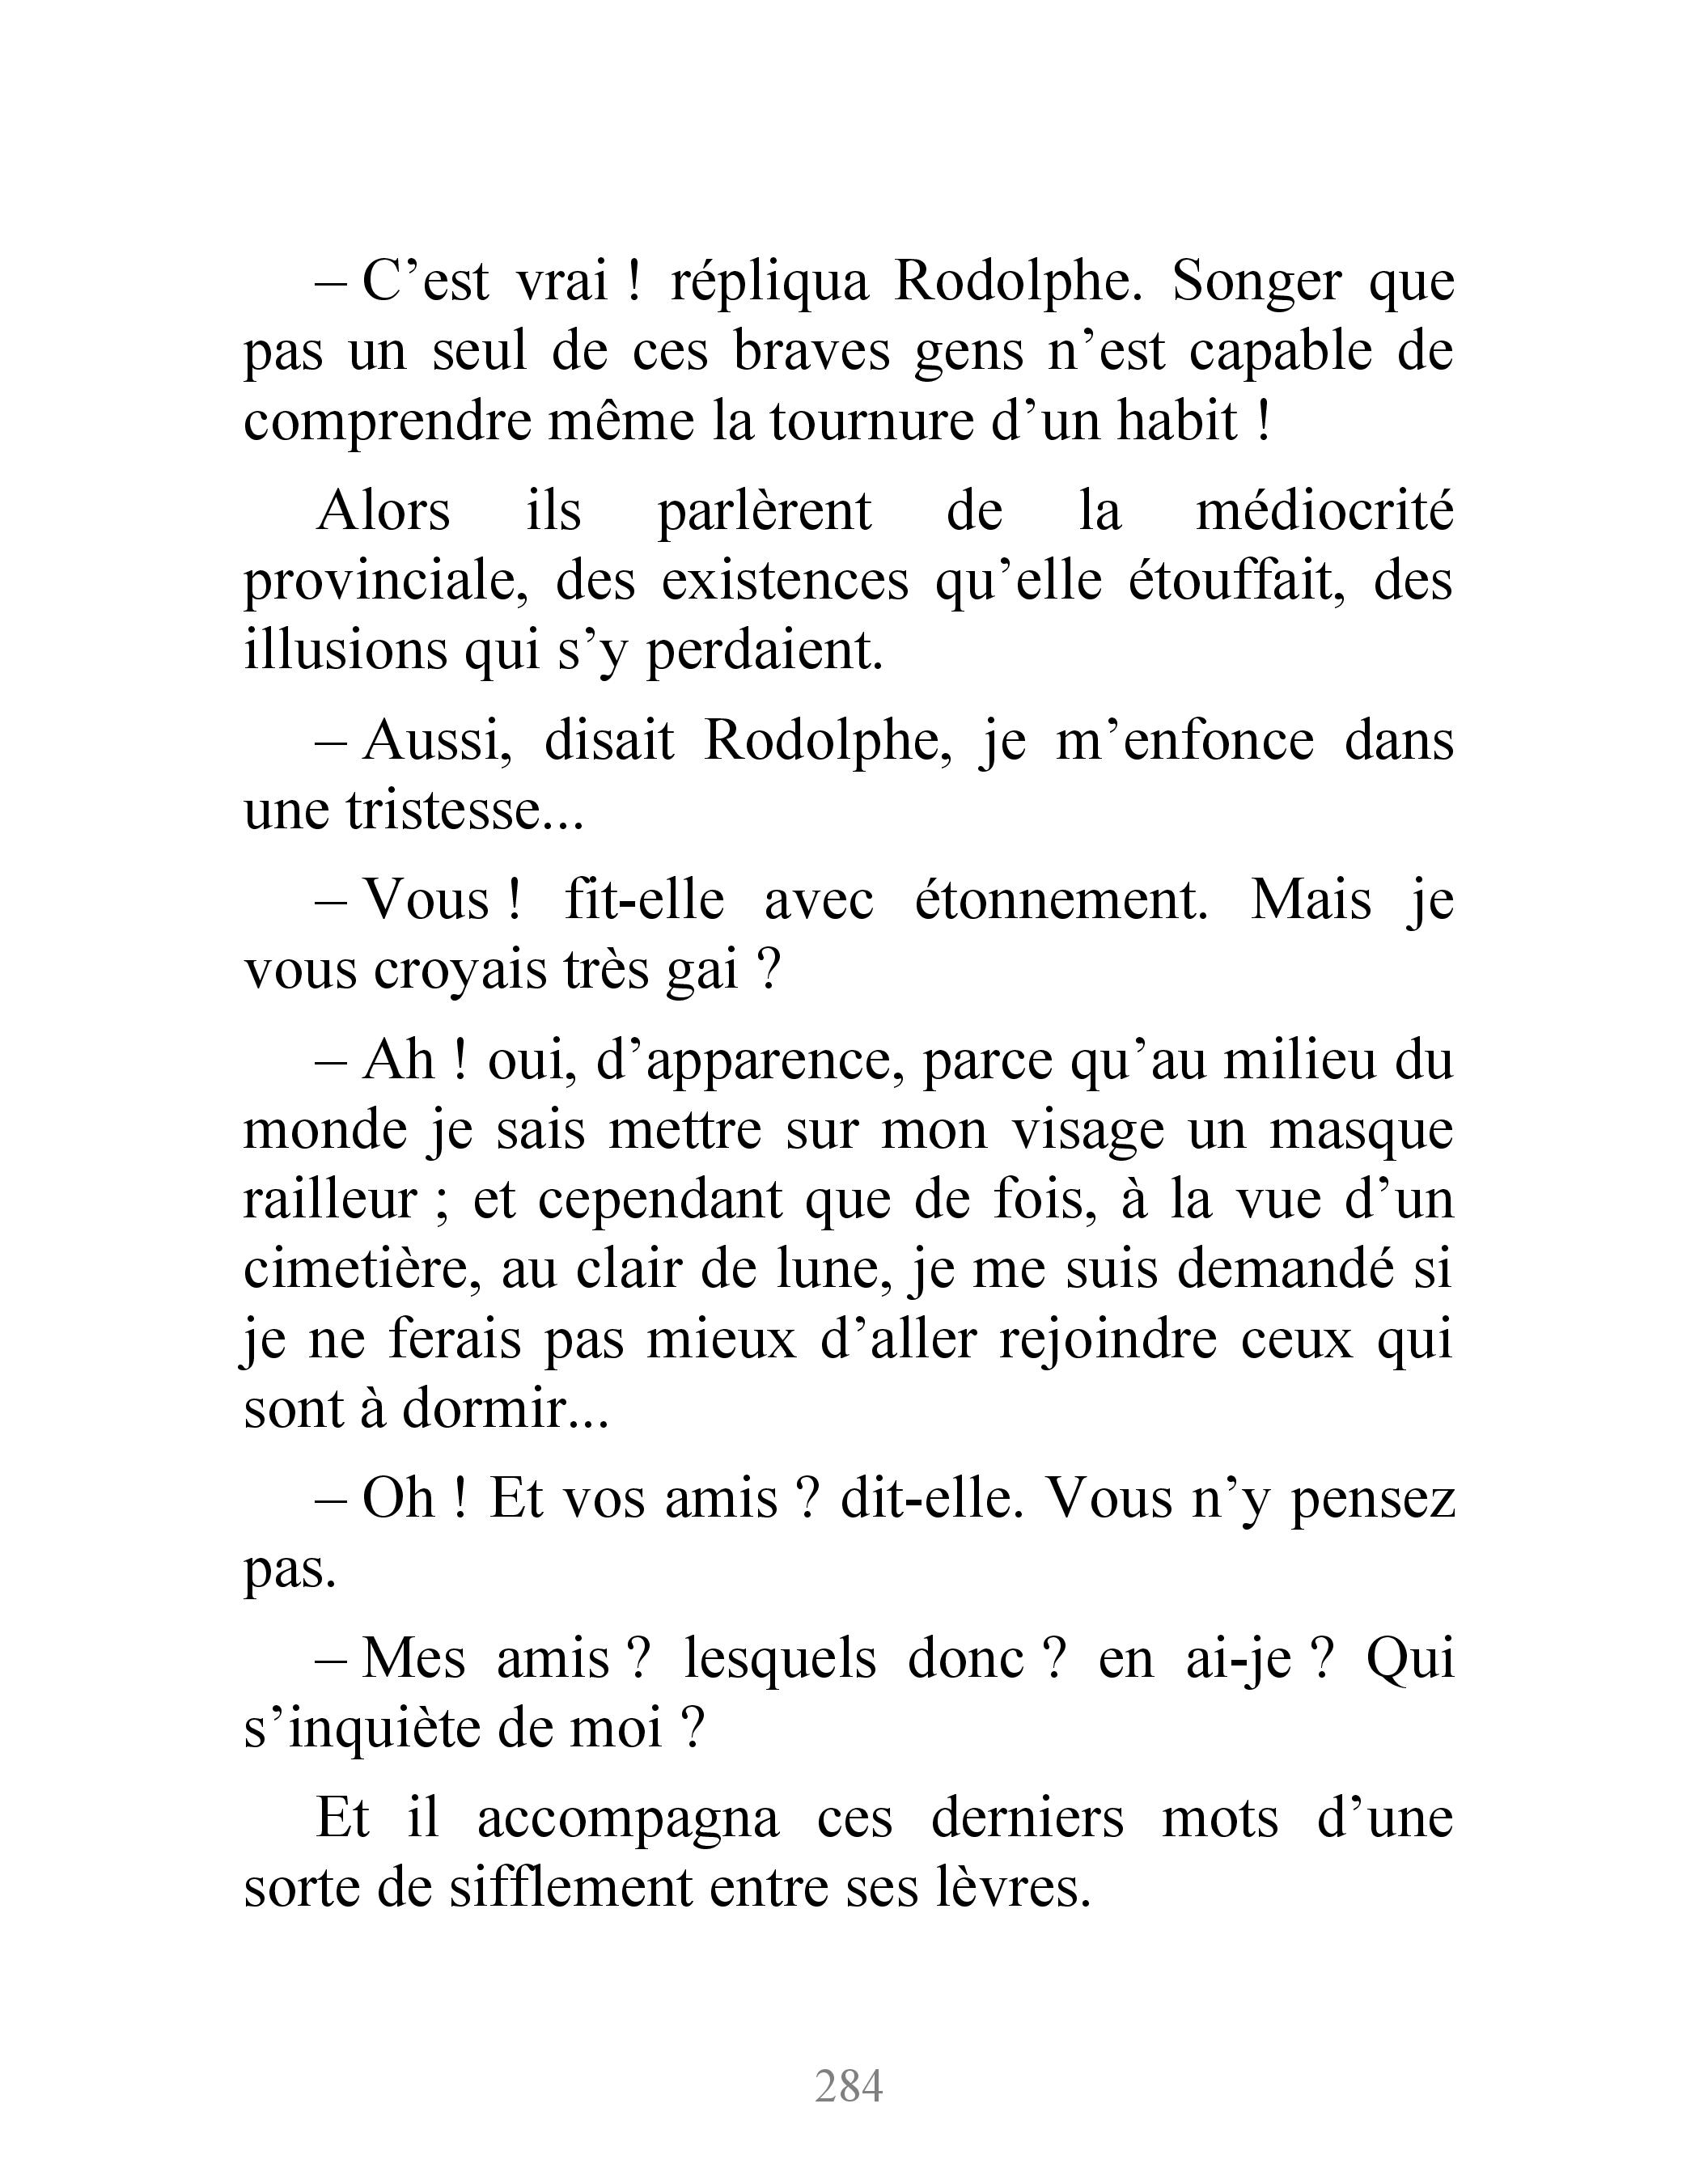 – C’est vrai ! répliqua Rodolphe. Songer que
pas un seul de ces braves gens n’est capable de
comprendre même la tournure d’un habit !
Alors ils parlèrent de la médiocrité
provinciale, des existences qu’elle étouffait, des
illusions qui s’y perdaient.
– Aussi, disait Rodolphe, je m’enfonce dans
une tristesse...
– Vous ! fit-elle avec étonnement. Mais je
vous croyais très gai ?
– Ah ! oui, d’apparence, parce qu’au milieu du
monde je sais mettre sur mon visage un masque
railleur ; et cependant que de fois, à la vue d’un
cimetière, au clair de lune, je me suis demandé si
je ne ferais pas mieux d’aller rejoindre ceux qui
sont à dormir...
– Oh ! Et vos amis ? dit-elle. Vous n’y pensez
pas.
– Mes amis ? lesquels donc ? en ai-je ? Qui
s’inquiète de moi ?
Et il accompagna ces derniers mots d’une
sorte de sifflement entre ses lèvres.
284